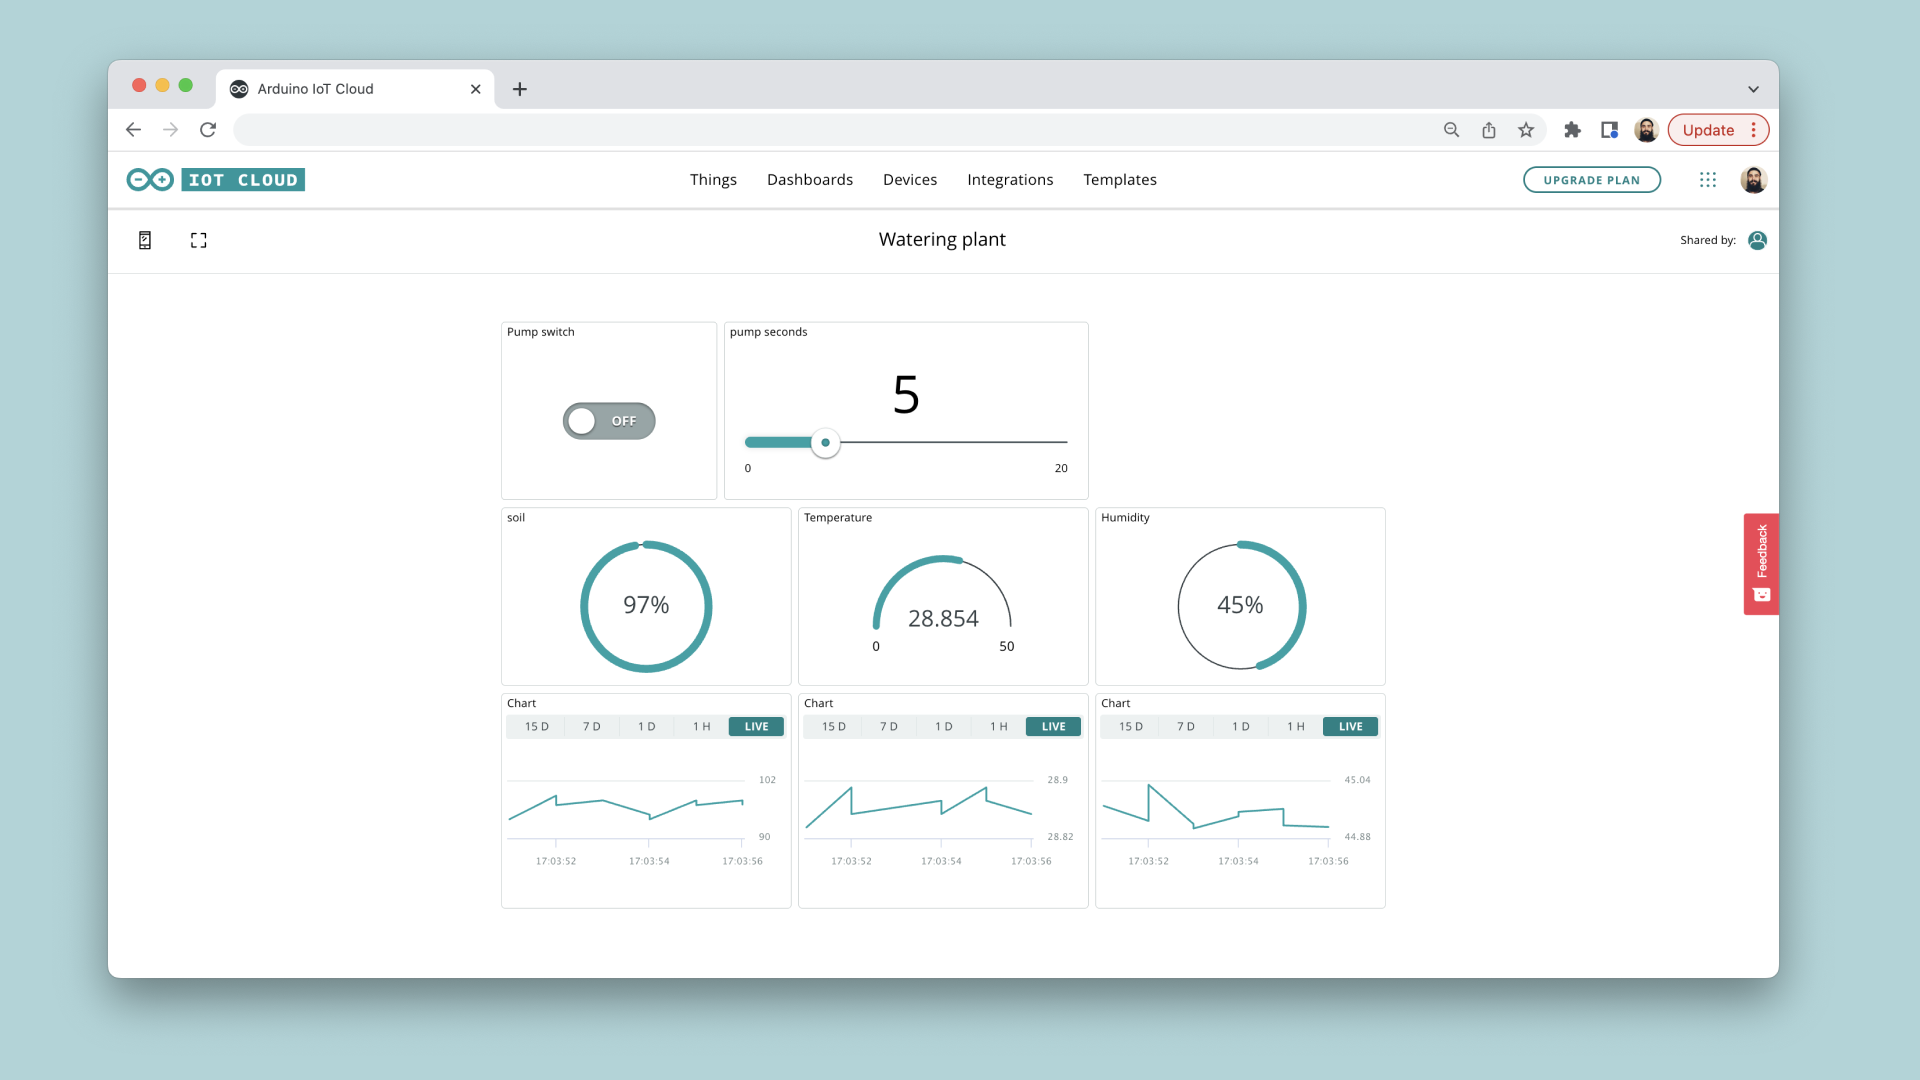 Arduino IoT Cloud
Update
IOT CLOUD
Things Dashboards Devices Integrations Templates
UPGRADE PLAN
Watering plant
Shared by:
Pump switch
OFF
pump seconds
5
0 20
soil
97%
Temperature
28.854
0 50
Humidity
45%
Feedback
Chart
15 D 7 D 1 D 1 H LIVE
102
90
17:03:52 17:03:54 17:03:56
Chart
15 D 7 D 1 D 1 H LIVE
28.9
28.82
17:03:52 17:03:54 17:03:56
Chart
15 D 7 D 1 D 1 H LIVE
45.04
44.88
17:03:52 17:03:54 17:03:56